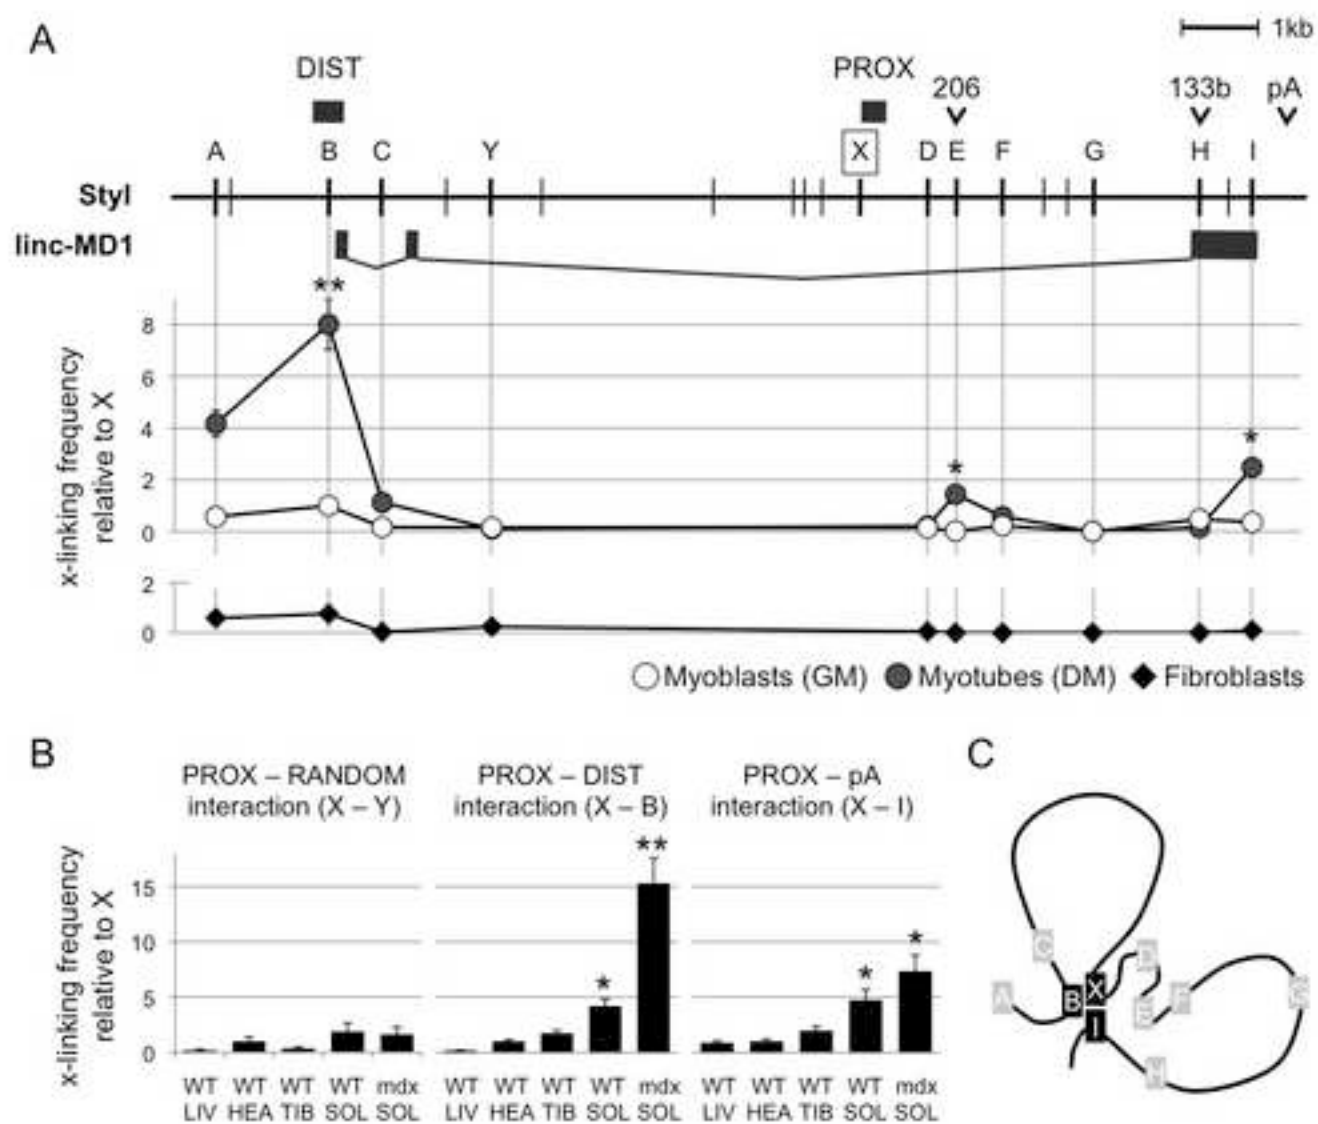 A
1kb
DIST
PROX
206
133b
pA
A B C Y X D E F G H I
StyI
linc-MD1
**
8
6
4
2
0
*
*
x-linking frequency
relative to X
2
0
Myoblasts (GM) Myotubes (DM) Fibroblasts
B
PROX – RANDOM
interaction (X – Y)
PROX – DIST
interaction (X – B)
PROX – pA
interaction (X – I)
x-linking frequency
relative to X
15
10
5
0
*
**
*
*
WT WT WT WT mdx
LIV HEA TIB SOL SOL
WT WT WT WT mdx
LIV HEA TIB SOL SOL
WT WT WT WT mdx
LIV HEA TIB SOL SOL
C
A
B
X
I